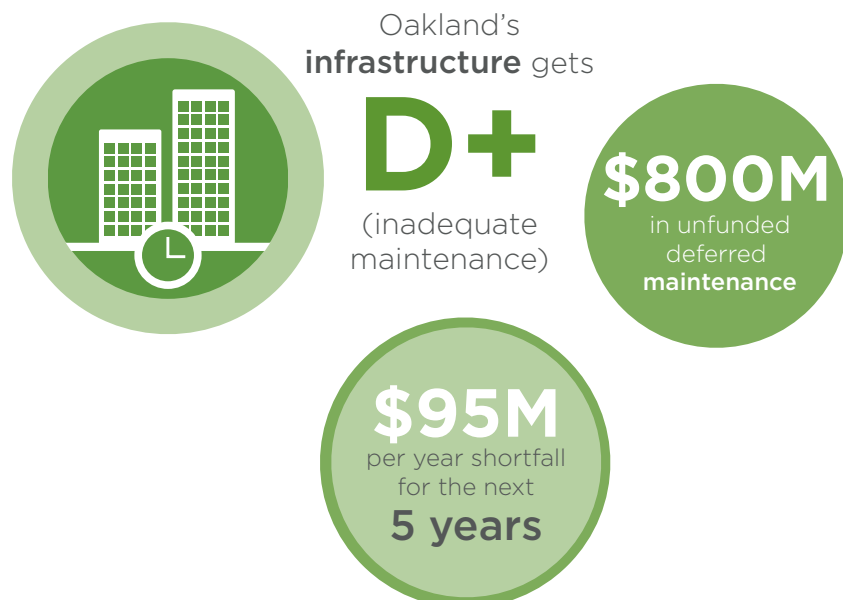 Oakland’s
infrastructure gets
D+
(inadequate
maintenance)
$800M
in unfunded
deferred
maintenance
$95M
per year shortfall
for the next
5 years